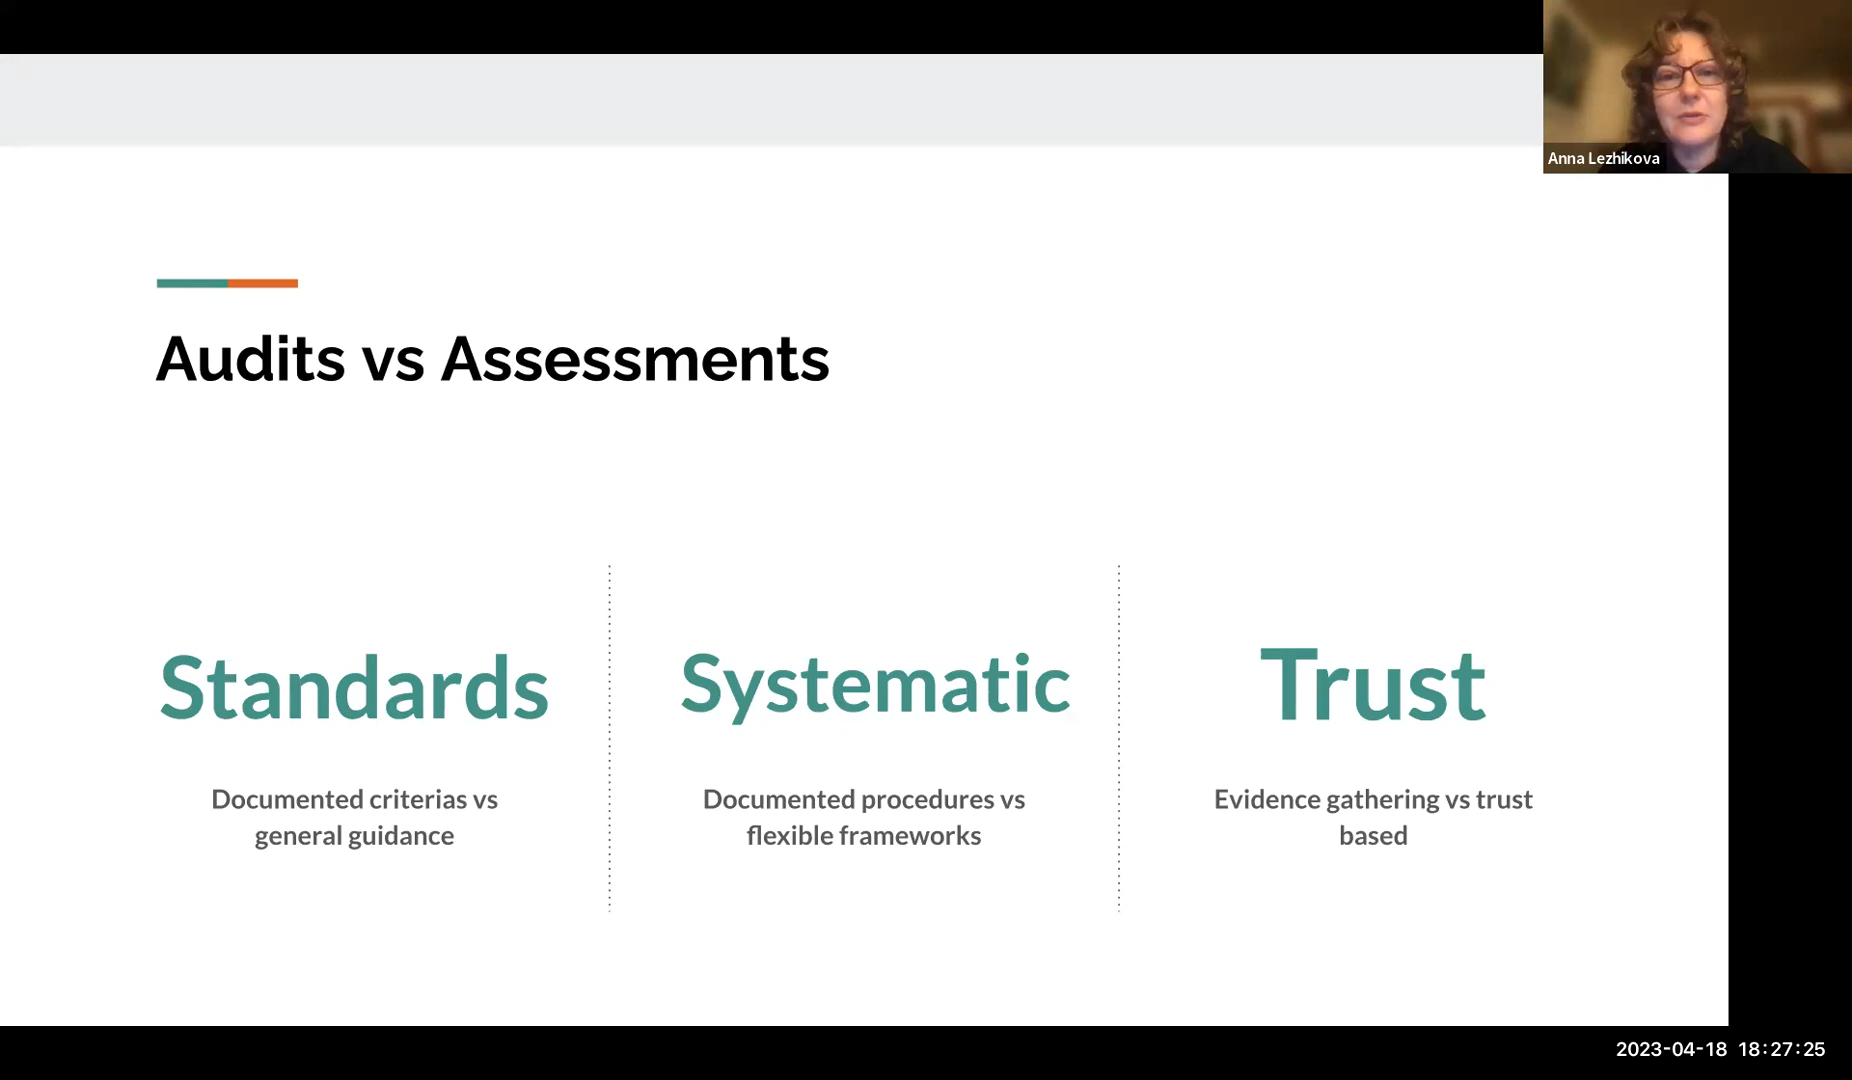 Anna Lezhikova
Audits vs Assessments
Standards
Documented criterias vs
general guidance
Systematic
Documented procedures vs
flexible frameworks
Trust
Evidence gathering vs trust
based
2023-04-18 18:27:25